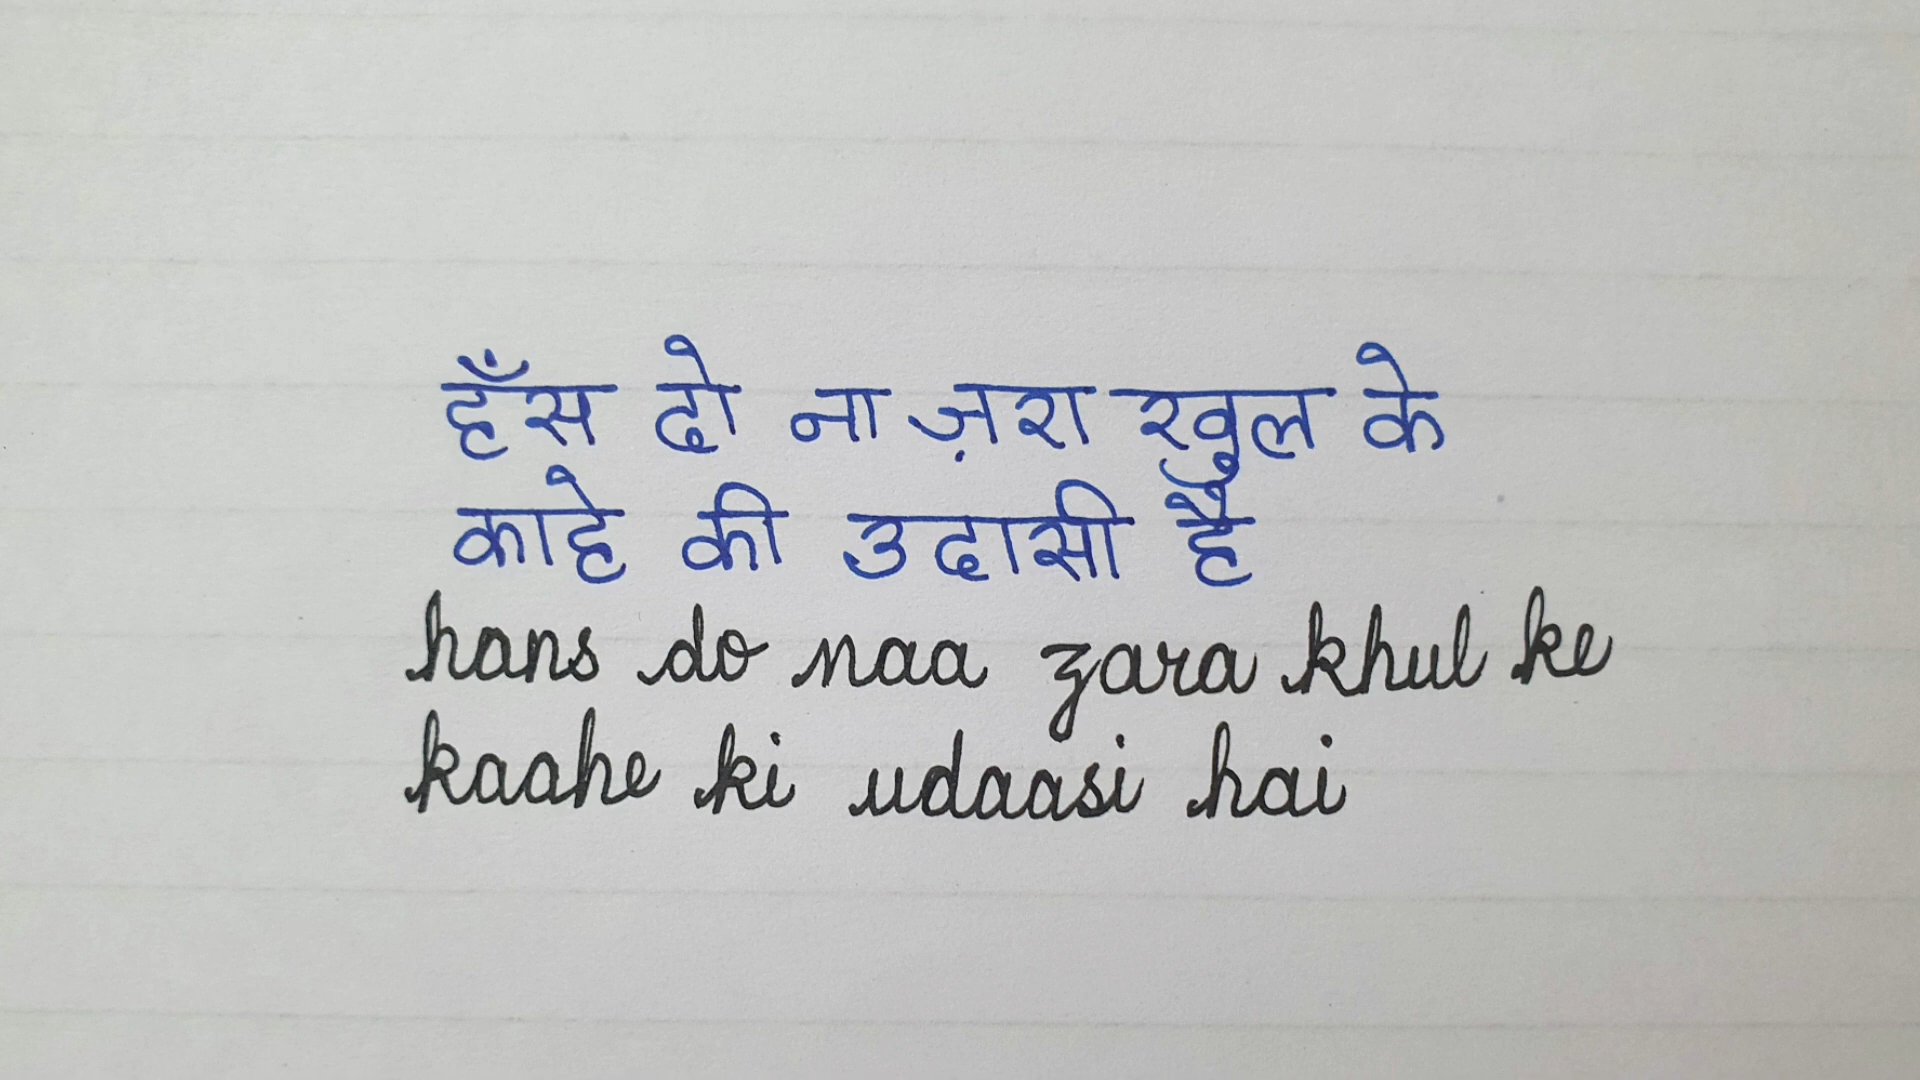 हँस दो ना ज़रा खुल के
काहे की उदासी है
hans do naa zara khul ke
kaahe ki udaasi hai